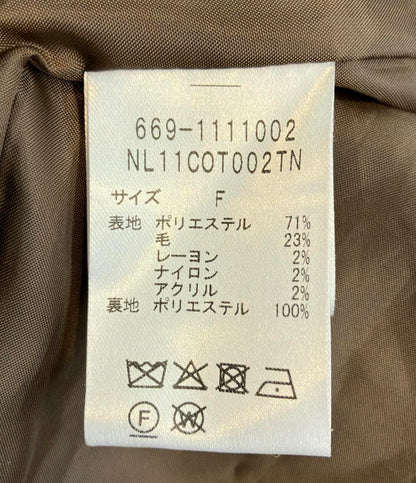 669-1111002
NL11COT002TN
サイズ F
表地 ポリエステル 71%
毛 23%
レーヨン 2%
ナイロン 2%
アクリル 2%
裏地 ポリエステル 100%
F W